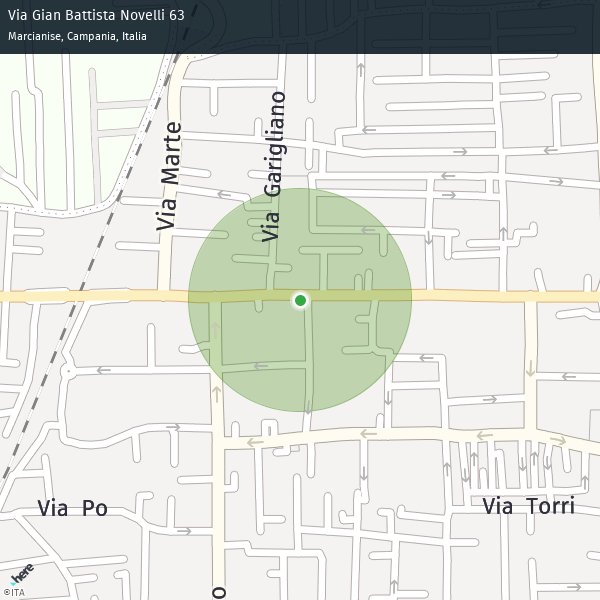 Via Gian Battista Novelli 63
Marcianise, Campania, Italia
Via Marte
Via Garigliano
Via Po
Via Torri
o
here
©ITA